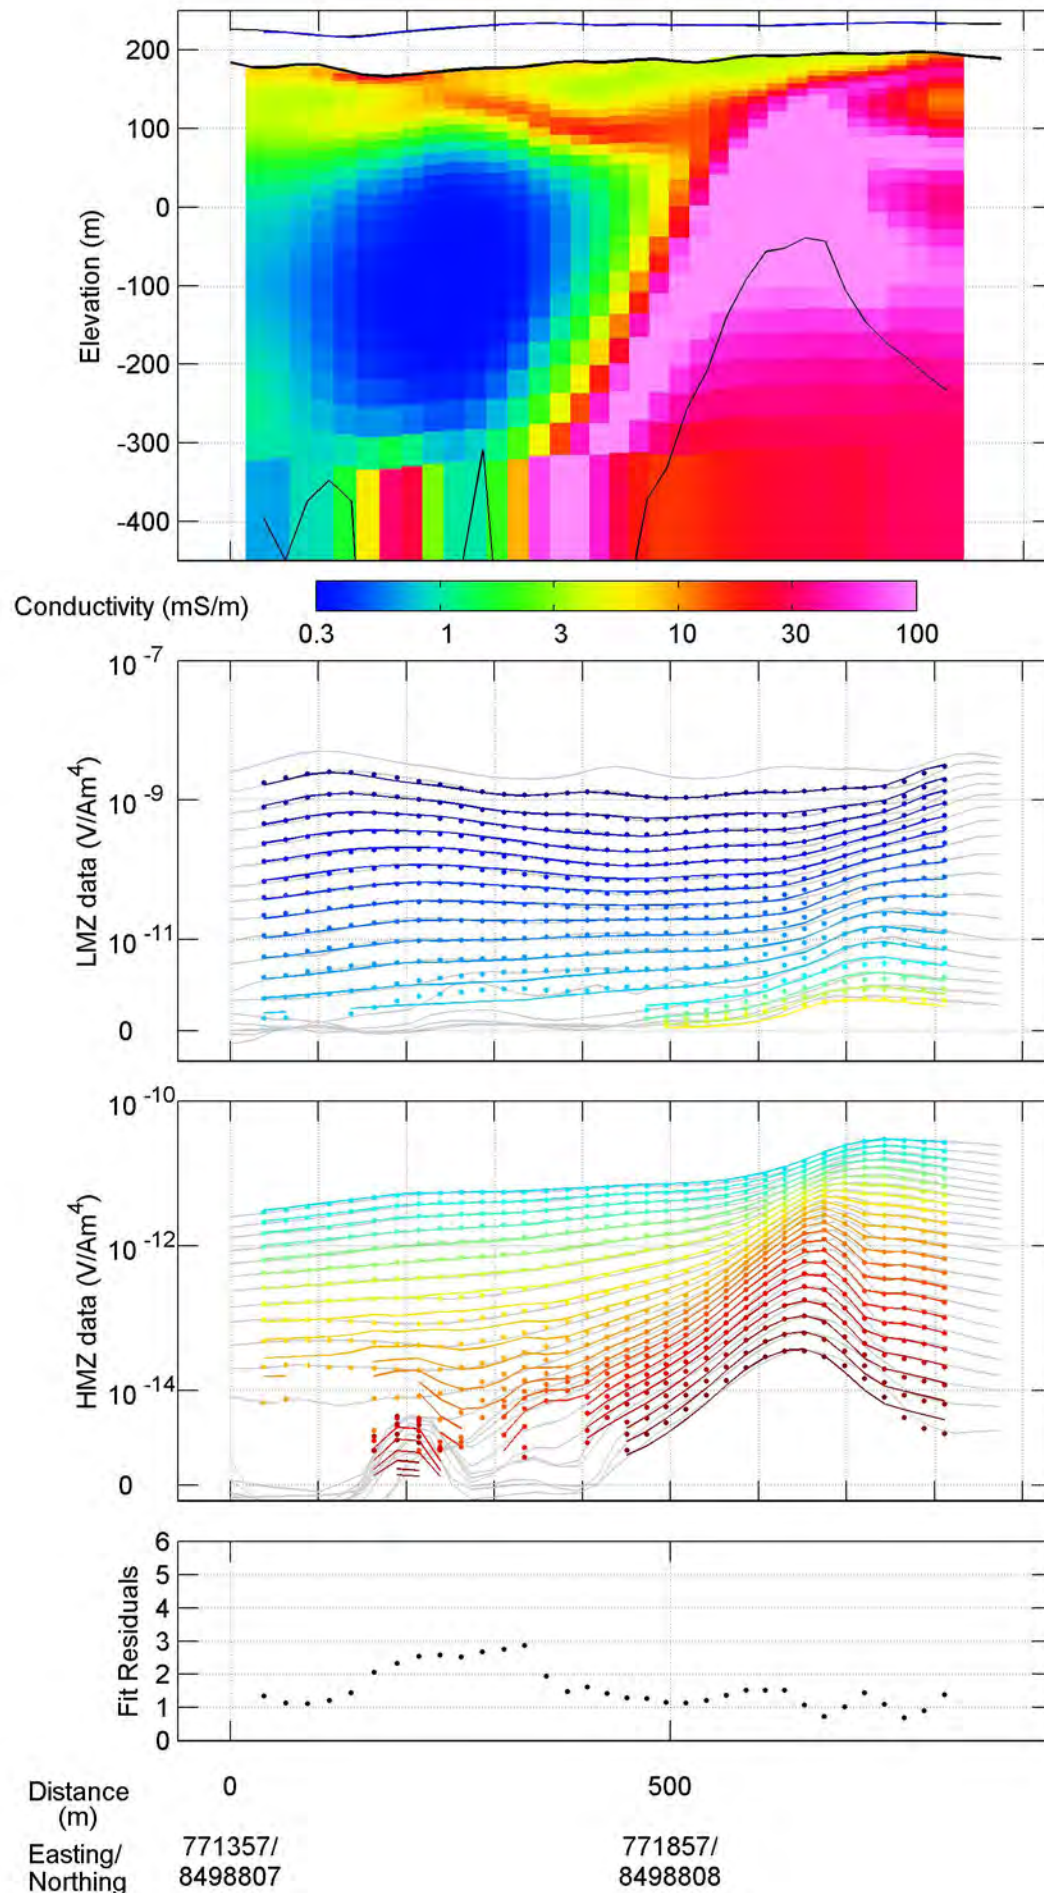 200
100
0
-100
-200
-300
-400
Elevation (m)
Conductivity (mS/m)
0.3 1 3 10 30 100
10 -7
10 -9
10 -11
0
LMZ data (V/Am4)
10 -10
10 -12
10 -14
0
HMZ data (V/Am4)
6
5
4
3
2
1
0
Fit Residuals
Distance (m) 0 500
Easting/ 771357/ 771857/
Northing 8498807 8498808